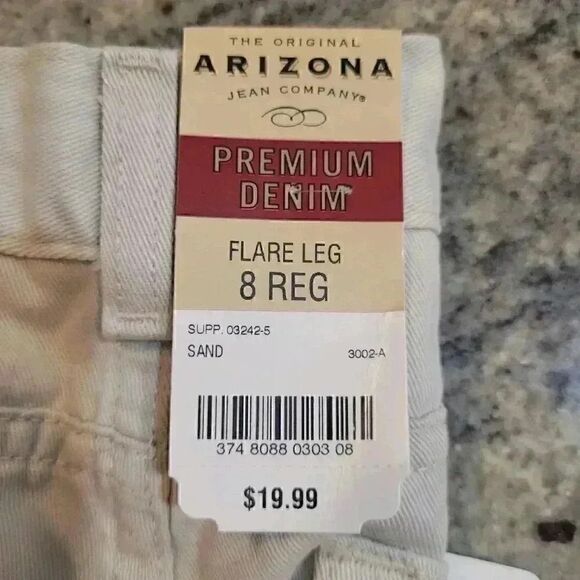 THE ORIGINAL
ARIZONA
JEAN COMPANY®
PREMIUM
DENIM
FLARE LEG
8 REG
SUPP. 03242-5
SAND 3002-A
374 8088 0303 08
$19.99